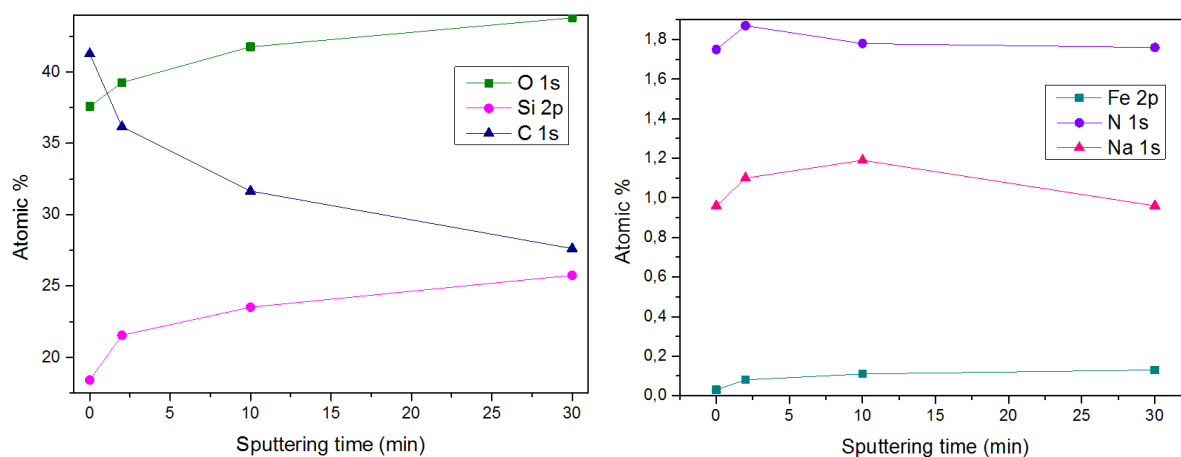 40
35
30
25
20
Atomic %
0
5
10
15
20
25
30
Sputtering time (min)
O 1s
Si 2p
C 1s
1,8
1,6
1,4
1,2
1,0
0,8
0,6
0,4
0,2
0,0
Atomic %
0
5
10
15
20
25
30
Sputtering time (min)
Fe 2p
N 1s
Na 1s